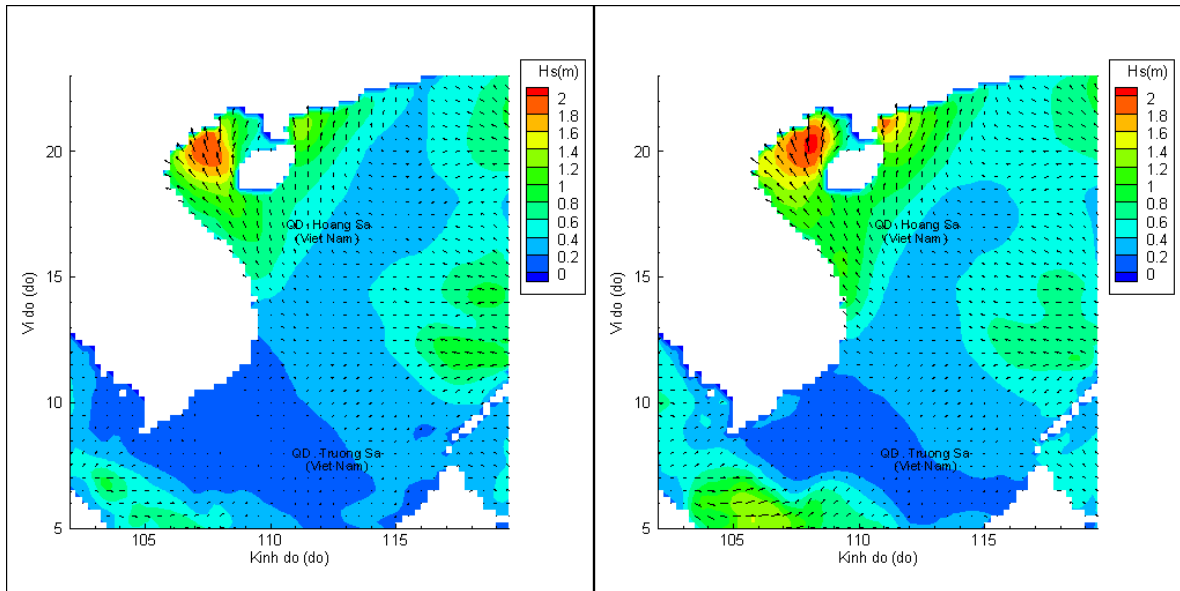 Hs(m)
2
1.8
1.6
1.4
1.2
1
0.8
0.6
0.4
0.2
0
20
15
10
5
Vi do (do)
105
110
115
Kinh do (do)
QD. Hoang Sa
(Viet Nam)
QD. Truong Sa
(Viet Nam)
Hs(m)
2
1.8
1.6
1.4
1.2
1
0.8
0.6
0.4
0.2
0
20
15
10
5
Vi do (do)
105
110
115
Kinh do (do)
QD. Hoang Sa
(Viet Nam)
QD. Truong Sa
(Viet Nam)